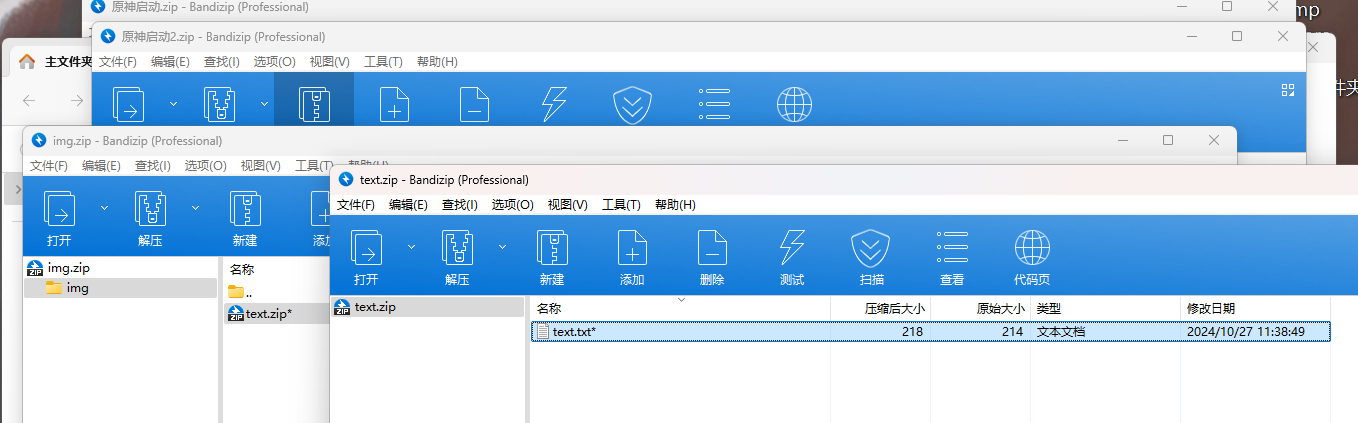 原神启动.zip - Bandizip (Professional)
mp
原神启动2.zip - Bandizip (Professional)
主文件夹
文件(F) 编辑(E) 查找(I) 选项(O) 视图(V) 工具(T) 帮助(H)
件夹
img.zip - Bandizip (Professional)
文件(F) 编辑(E) 查找(I) 选项(O) 视图(V) 工具(T) 帮助(H)
打开 解压 新建 添加
img.zip
img
名称
..
text.zip*
text.zip - Bandizip (Professional)
文件(F) 编辑(E) 查找(I) 选项(O) 视图(V) 工具(T) 帮助(H)
打开 解压 新建 添加 删除 测试 扫描 查看 代码页
text.zip
名称 压缩后大小 原始大小 类型 修改日期
text.txt* 218 214 文本文档 2024/10/27 11:38:49